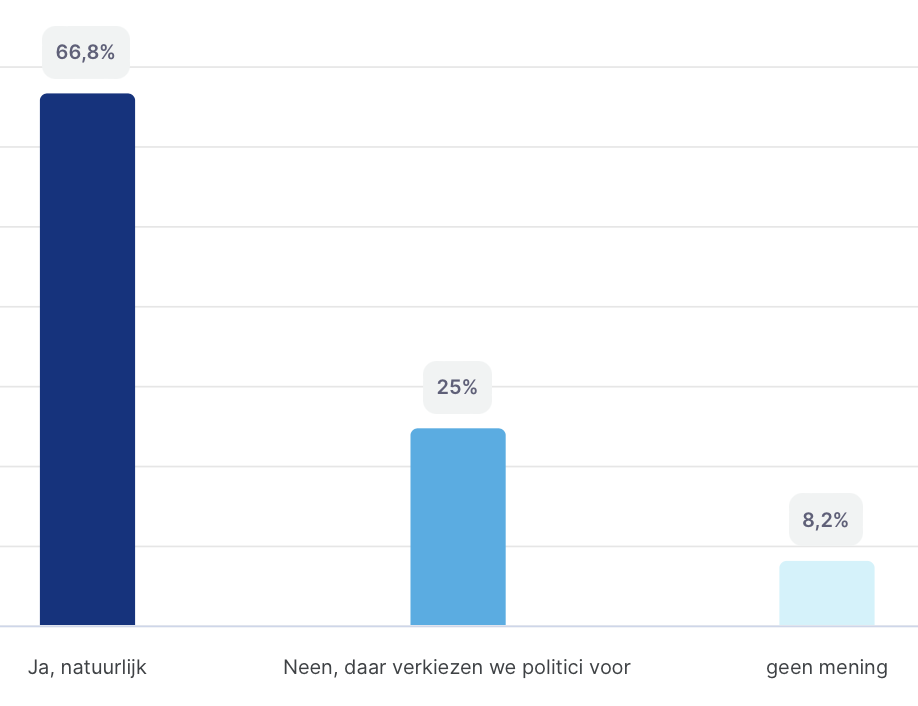 66,8%
25%
8,2%
Ja, natuurlijk
Neen, daar verkiezen we politici voor
geen mening